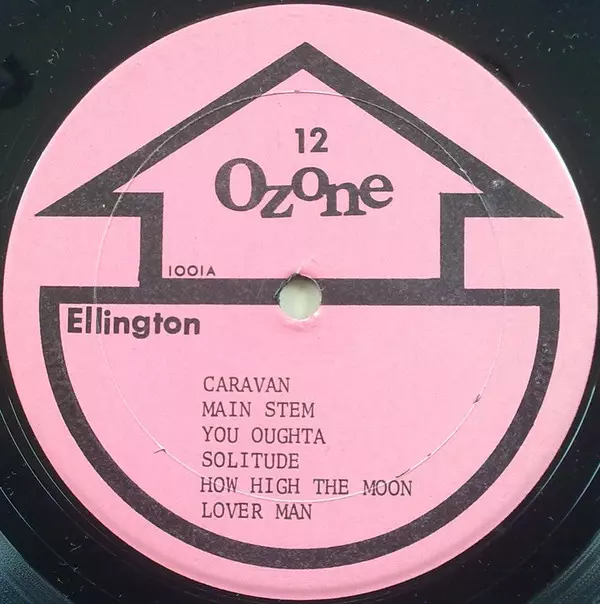 12
Ozone
1001A
Ellington
CARAVAN
MAIN STEM
YOU OUGHTA
SOLITUDE
HOW HIGH THE MOON
LOVER MAN